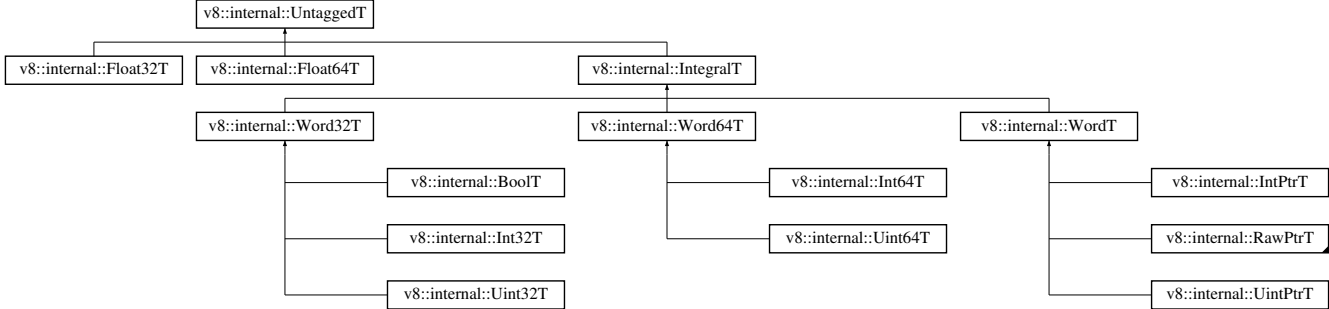 v8::internal::UntaggedT
v8::internal::Float32T
v8::internal::Float64T
v8::internal::IntegralT
v8::internal::Word32T
v8::internal::Word64T
v8::internal::WordT
v8::internal::BoolT
v8::internal::Int64T
v8::internal::IntPtrT
v8::internal::Int32T
v8::internal::Uint64T
v8::internal::RawPtrT
v8::internal::Uint32T
v8::internal::UintPtrT